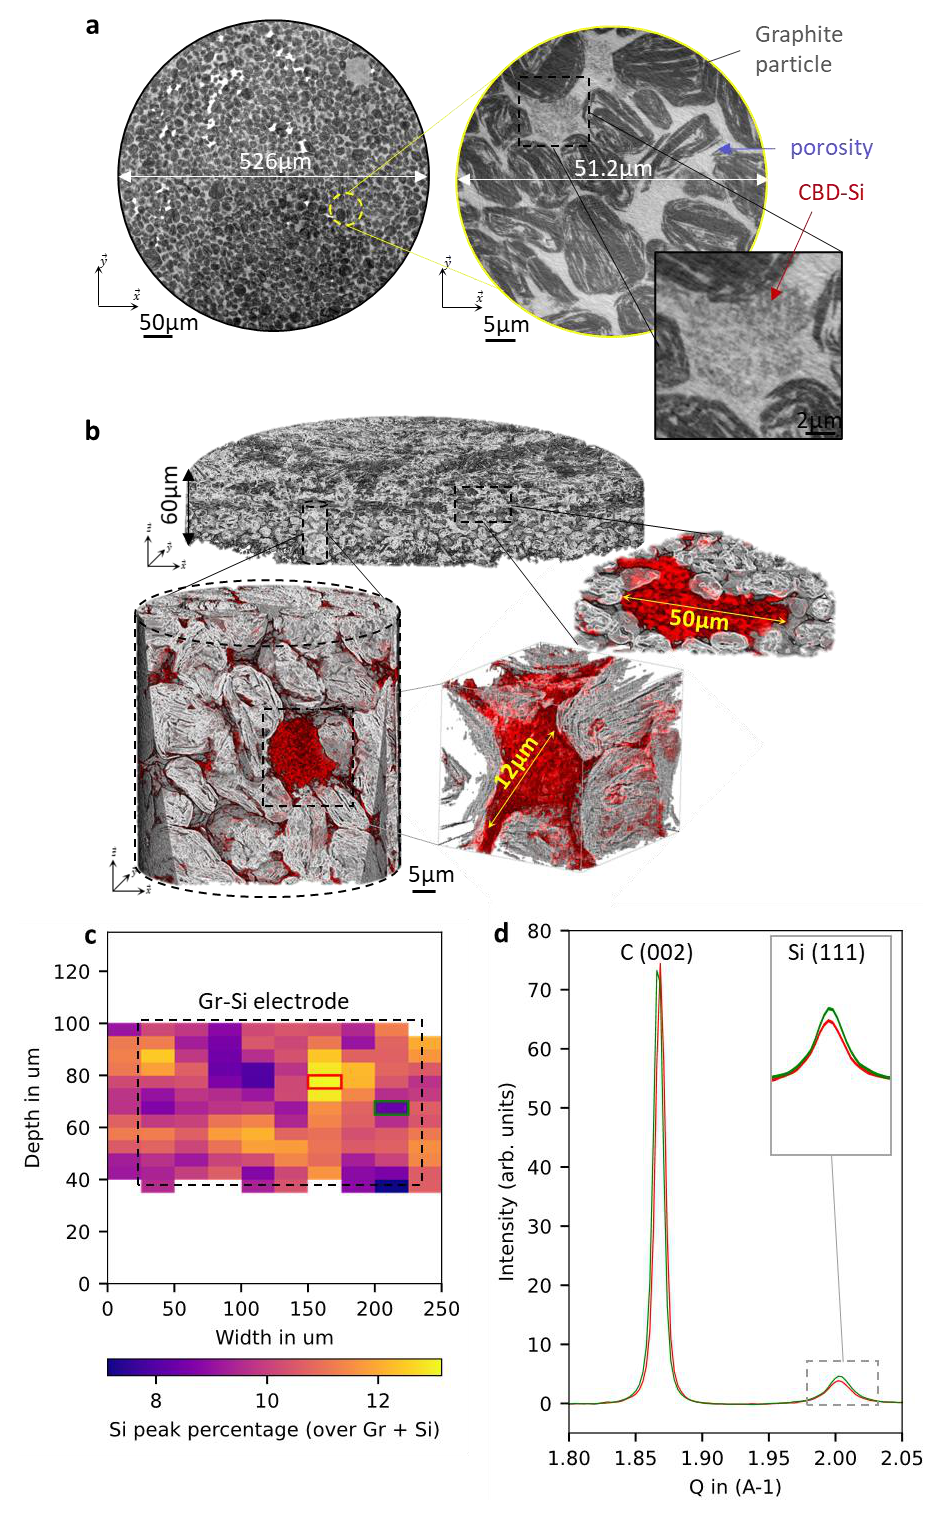 a
Graphite
particle
526µm
51.2µm
porosity
CBD-Si
y
x
50µm
y
x
5µm
2µm
b
60µm
z
y
x
50µm
12µm
z
y
x
5µm
c
Gr-Si electrode
Depth in um
120
100
80
60
40
20
0
0 50 100 150 200 250
Width in um
8 10 12
Si peak percentage (over Gr + Si)
d
C (002)
Si (111)
Intensity (arb. units)
80
70
60
50
40
30
20
10
0
1.80 1.85 1.90 1.95 2.00 2.05
Q in (A-1)